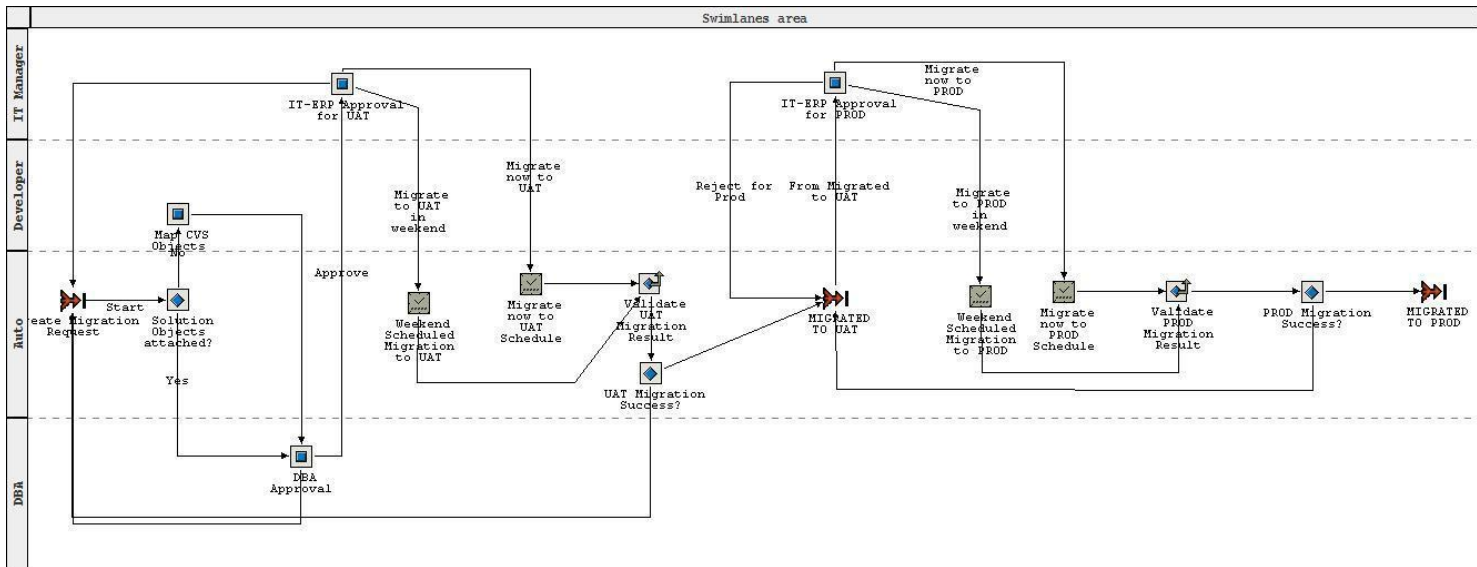 Swimlanes area
IT Manager
IT-ERP Approval
for UAT
IT-ERP Approval
for PROD
Migrate
now to
PROD
Developer
Map CVS
Objects
No
Migrate
to UAT
in
weekend
Migrate
now to
UAT
Reject for
Prod
From Migrated
to UAT
Migrate
to PROD
in
weekend
Auto
Approve
Start
reate Migration
Request
Solution
Objects
attached?
Yes
Weekend
Scheduled
Migration
to UAT
Migrate
now to
UAT
Schedule
Validate
UAT
Migration
Result
UAT Migration
Success?
MIGRATED
TO UAT
Weekend
Scheduled
Migration
to PROD
Migrate
now to
PROD
Schedule
Validate
PROD
Migration
Result
PROD Migration
Success?
MIGRATED
TO PROD
DBA
DBA
Approval